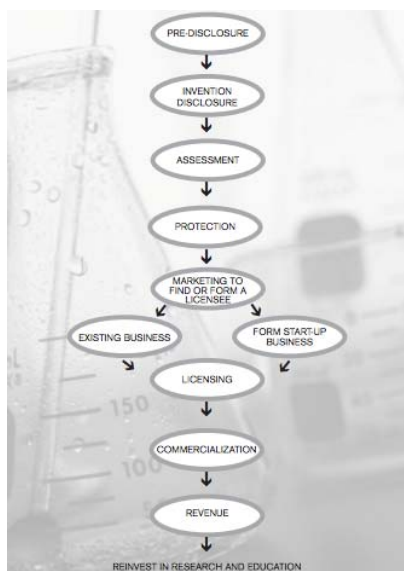 PRE-DISCLOSURE
INVENTION
DISCLOSURE
ASSESSMENT
PROTECTION
MARKETING TO
FIND OR FORM A
LICENSEE
EXISTING BUSINESS
FORM START-UP
BUSINESS
LICENSING
150
COMMERCIALIZATION
100
REVENUE
REINVEST IN RESEARCH AND EDUCATION